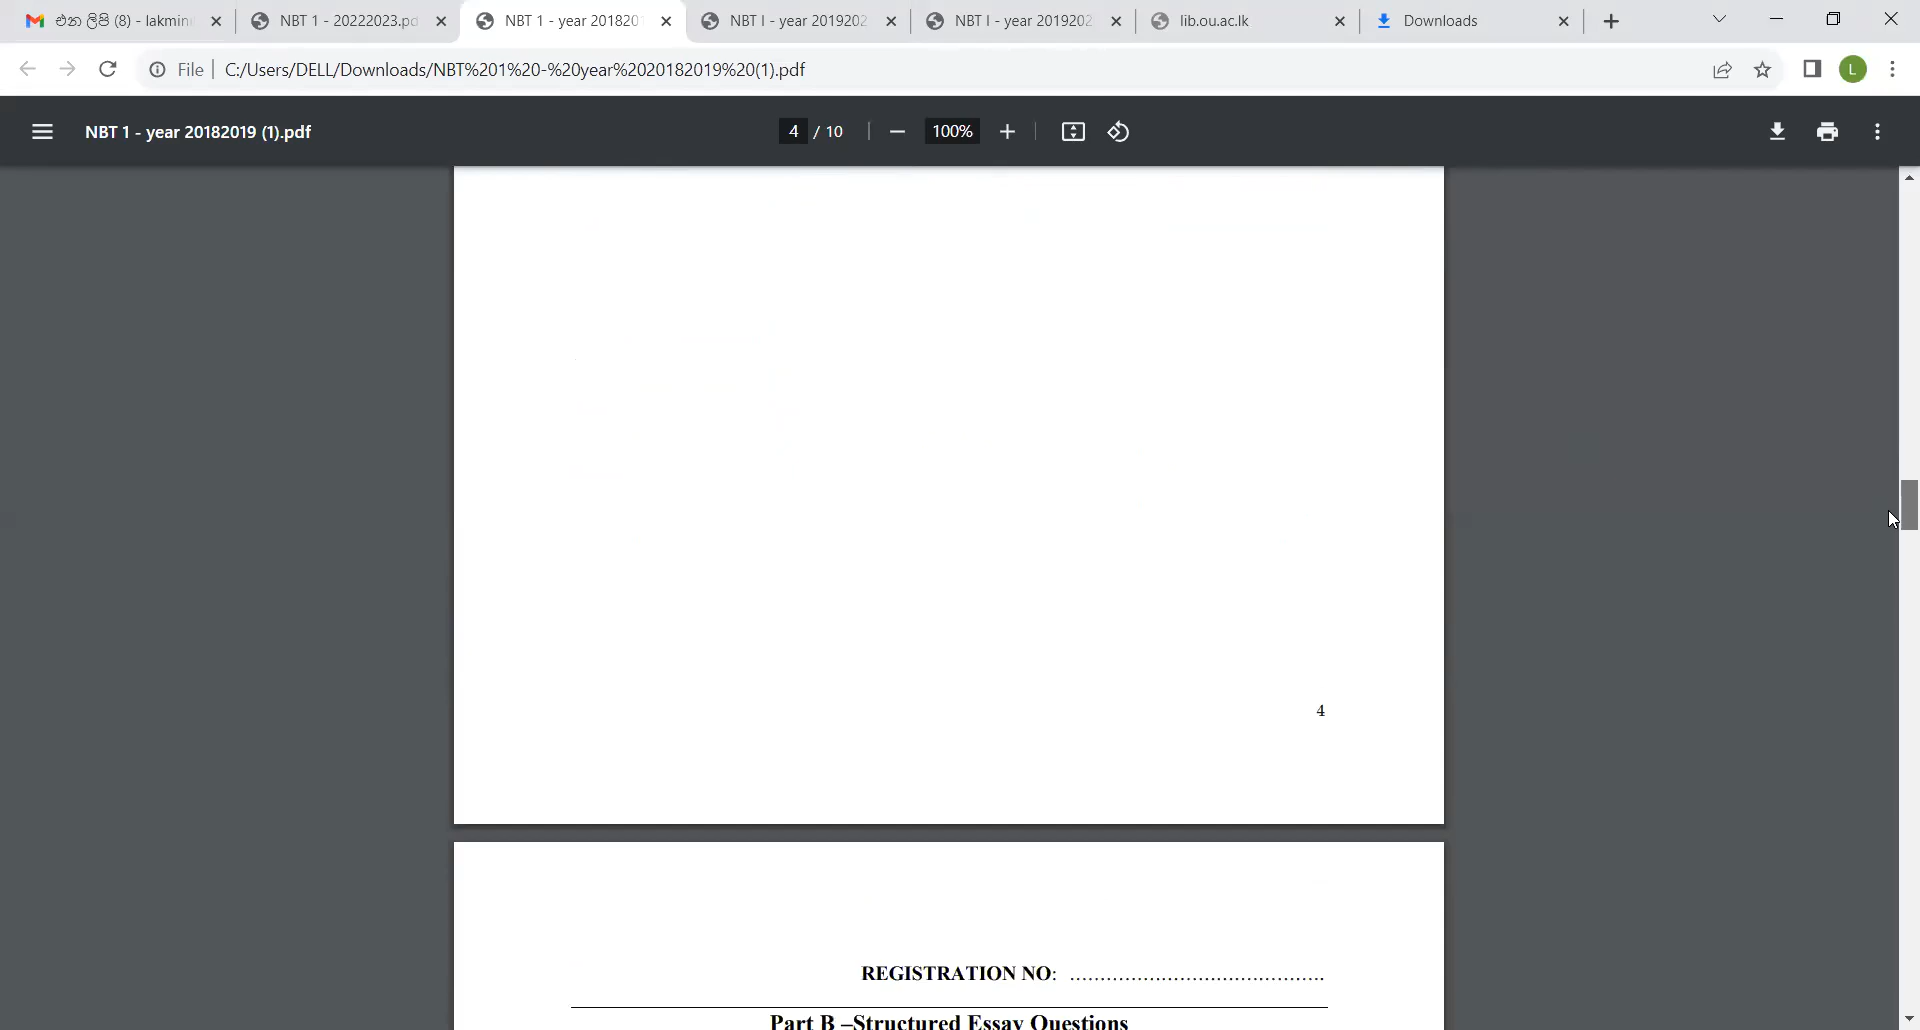 එන ලිපි (8) - lakmin
NBT 1 - 20222023.pd
NBT 1 - year 201820
NBT I - year 2019202
NBT I - year 2019202
lib.ou.ac.lk
Downloads
File
C:/Users/DELL/Downloads/NBT%201%20-%20year%2020182019%20(1).pdf
L
NBT 1 - year 20182019 (1).pdf
4 / 10
100%
4
REGISTRATION NO: ..........................................
Part B –Structured Essay Questions